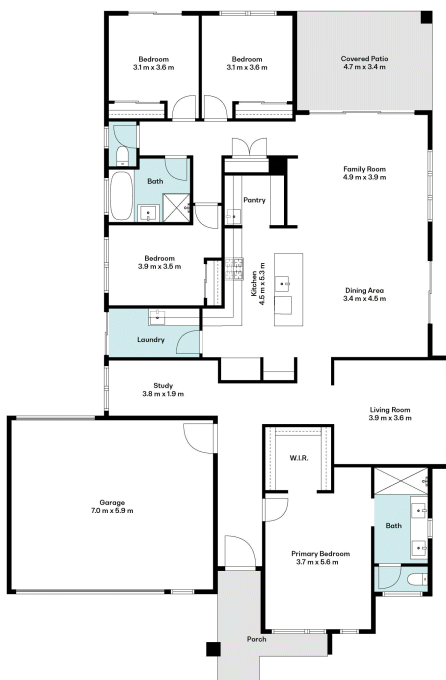 Bedroom
3.1 m x 3.6 m
Bedroom
3.1 m x 3.6 m
Covered Patio
4.7 m x 3.4 m
Family Room
4.9 m x 3.9 m
Bath
Pantry
Bedroom
3.9 m x 3.5 m
Kitchen
4.5 m x 5.3 m
Dining Area
3.4 m x 4.5 m
Laundry
Study
3.8 m x 1.9 m
Living Room
3.9 m x 3.6 m
W.I.R.
Garage
7.0 m x 5.9 m
Bath
Primary Bedroom
3.7 m x 5.6 m
Porch